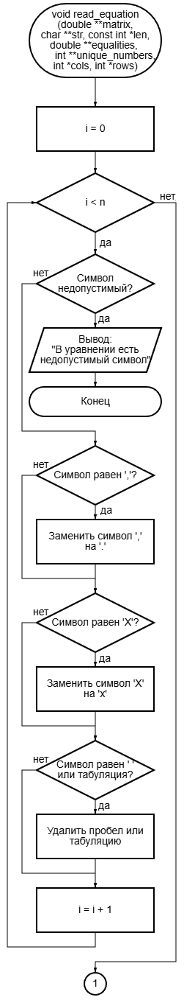 void read_equation
(double **matrix,
char **str, const int *len,
double **equalities,
int **unique_numbers,
int *cols, int *rows)
i = 0
i < n
нет
да
нет
Символ
недопустимый?
да
Вывод:
"В уравнении есть
недопустимый символ"
Конец
нет
Символ равен ','?
да
Заменить символ ','
на '.'
нет
Символ равен 'X'?
да
Заменить символ 'X'
на 'x'
нет
Символ равен ' '
или табуляция?
да
Удалить пробел или
табуляцию
i = i + 1
1